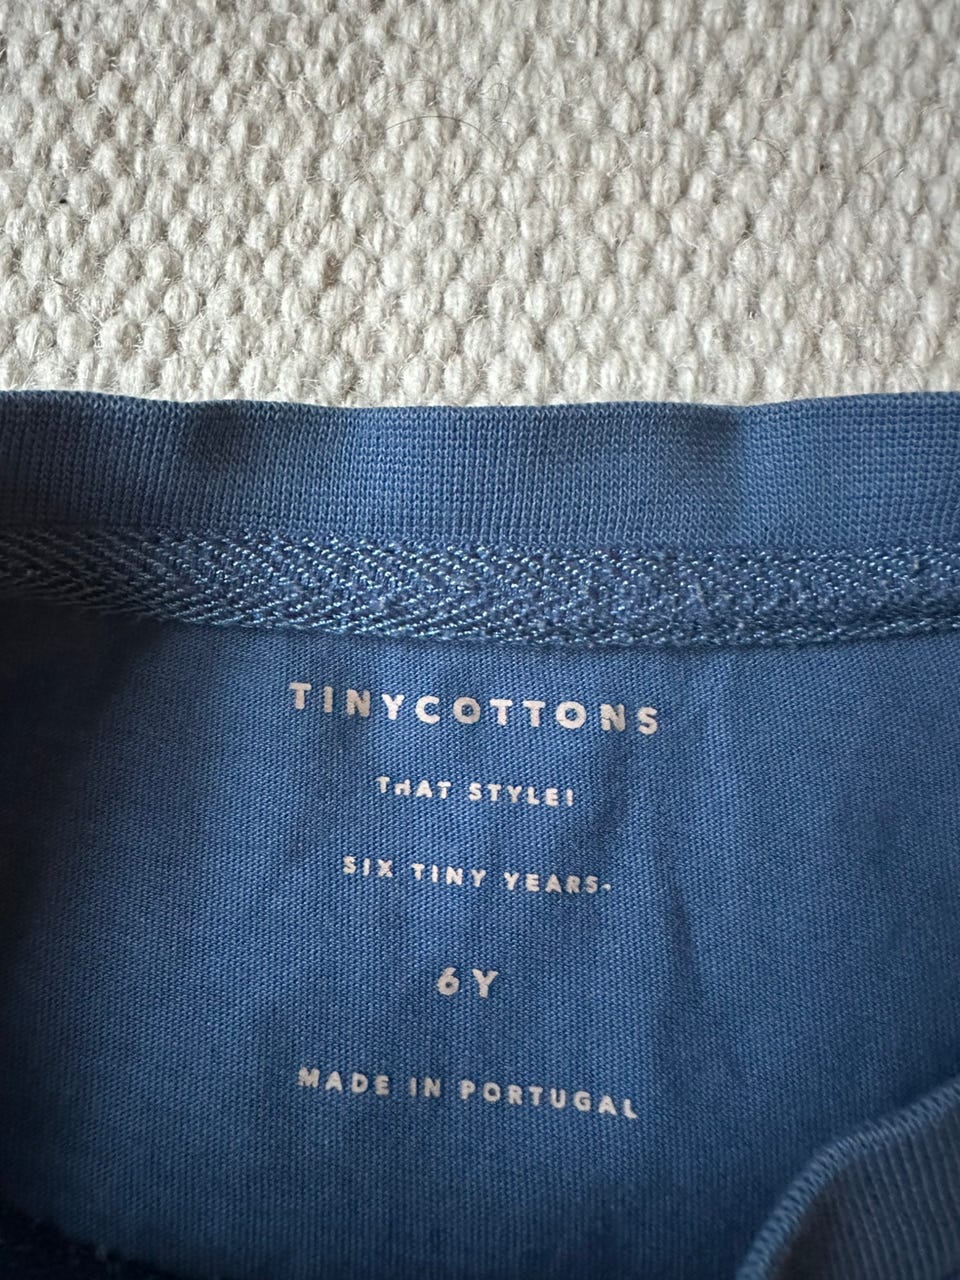 TINYCOTTONS
THAT STYLE!
SIX TINY YEARS-
6Y
MADE IN PORTUGAL